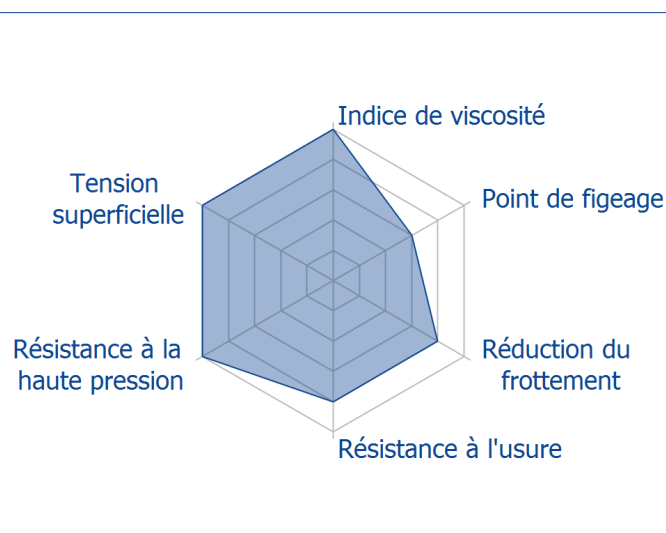 Indice de viscosité
Tension
superficielle
Point de figeage
Résistance à la
haute pression
Réduction du
frottement
Résistance à l'usure